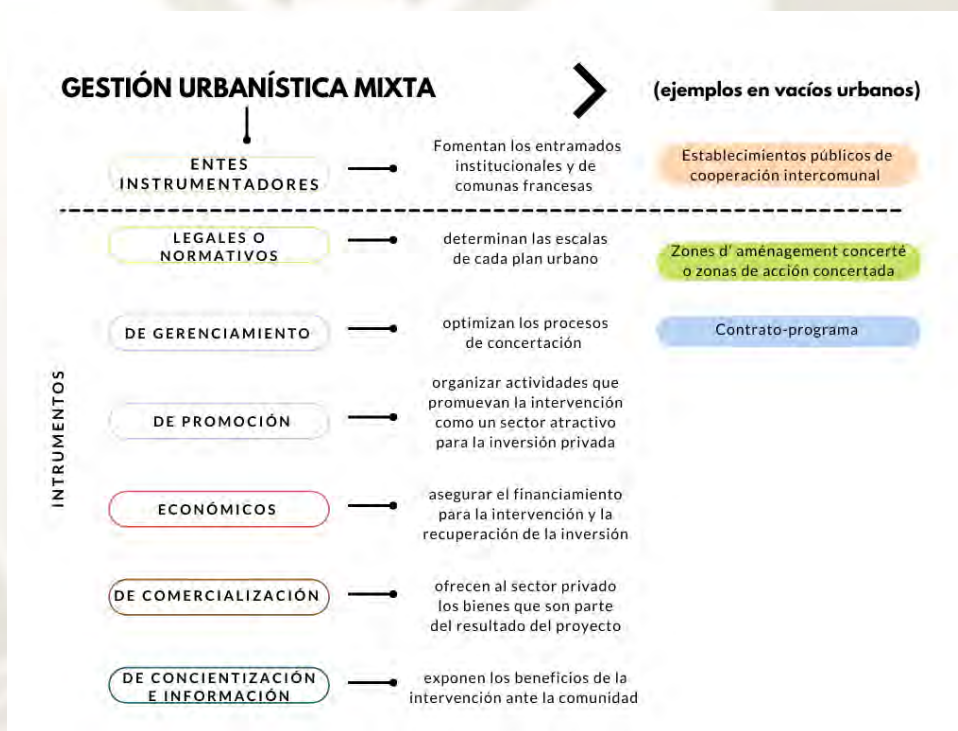 GESTIÓN URBANÍSTICA MIXTA
(ejemplos en vacíos urbanos)
ENTES
INSTRUMENTADORES
Fomentan los entramados
institucionales y de
comunas francesas
Establecimientos públicos de
cooperación intercomunal
INTRUMENTOS
LEGALES O
NORMATIVOS
determinan las escalas
de cada plan urbano
Zones d' aménagement concerté
o zonas de acción concertada
DE GERENCIAMIENTO
optimizan los procesos
de concertación
Contrato-programa
DE PROMOCIÓN
organizar actividades que
promuevan la intervención
como un sector atractivo
para la inversión privada
ECONÓMICOS
asegurar el financiamiento
para la intervención y la
recuperación de la inversión
DE COMERCIALIZACIÓN
ofrecen al sector privado
los bienes que son parte
del resultado del proyecto
DE CONCIENTIZACIÓN
E INFORMACIÓN
exponen los beneficios de la
intervención ante la comunidad